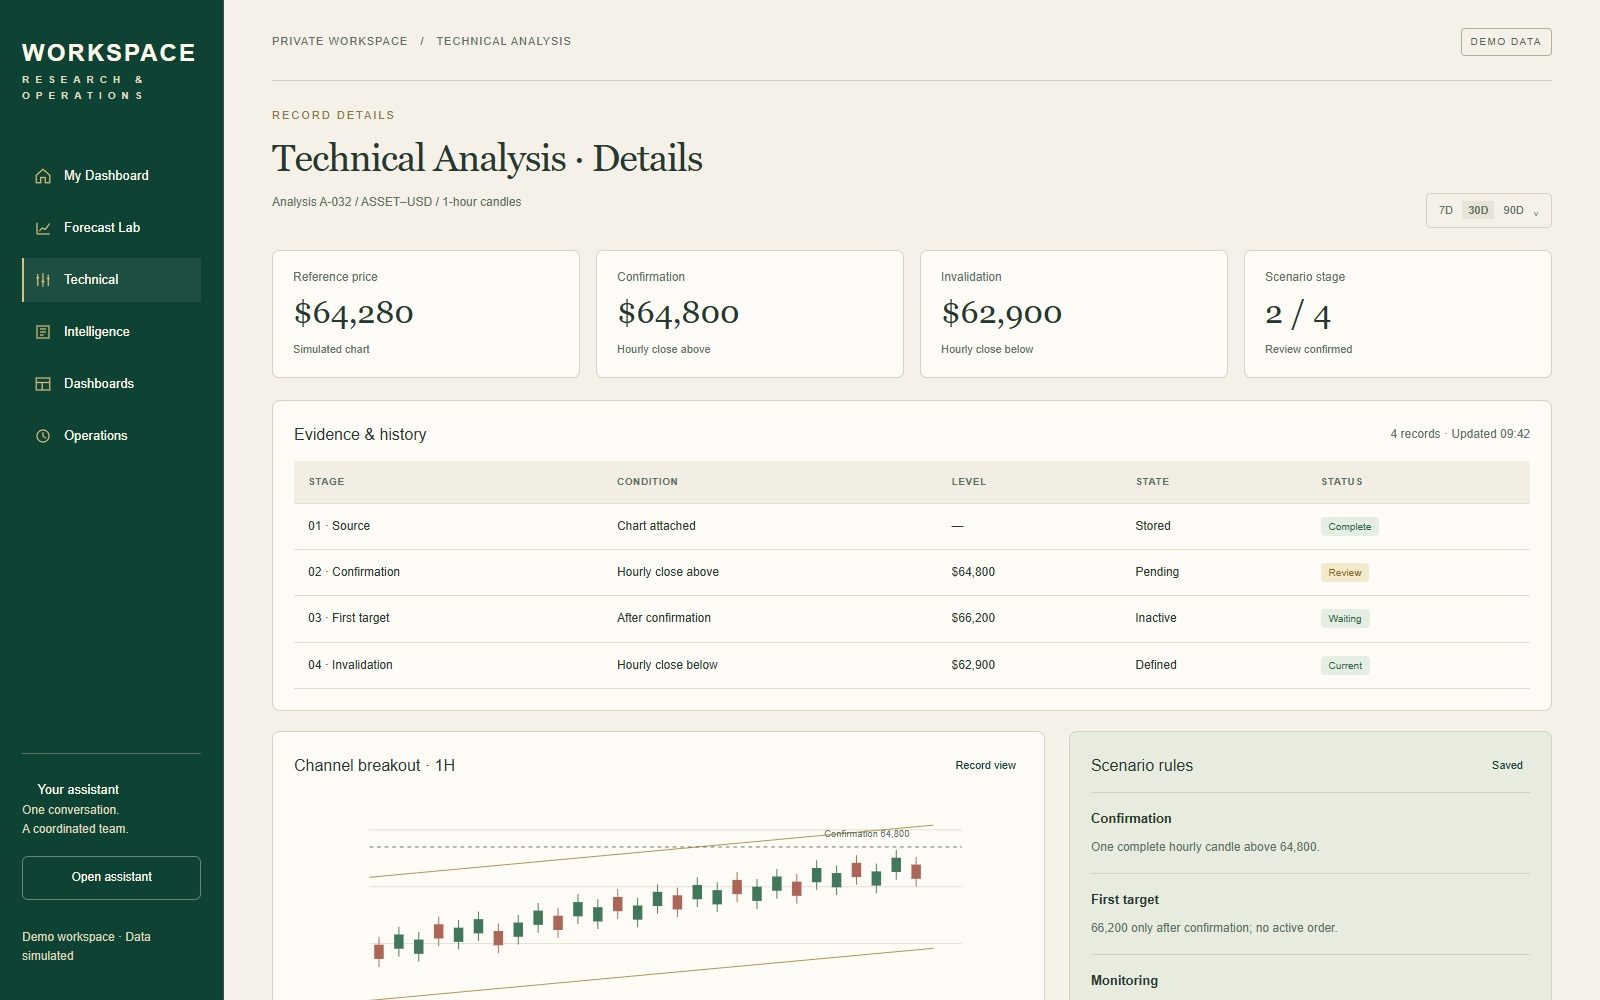 WORKSPACE
RESEARCH &
OPERATIONS
My Dashboard
Forecast Lab
Technical
Intelligence
Dashboards
Operations
Your assistant
One conversation.
A coordinated team.
Open assistant
Demo workspace · Data
simulated
PRIVATE WORKSPACE / TECHNICAL ANALYSIS
DEMO DATA
RECORD DETAILS
Technical Analysis · Details
Analysis A-032 / ASSET–USD / 1-hour candles
7D 30D 90D v
Reference price
$64,280
Simulated chart
Confirmation
$64,800
Hourly close above
Invalidation
$62,900
Hourly close below
Scenario stage
2 / 4
Review confirmed
Evidence & history
4 records · Updated 09:42
STAGE CONDITION LEVEL STATE STATUS
01 · Source Chart attached — Stored Complete
02 · Confirmation Hourly close above $64,800 Pending Review
03 · First target After confirmation $66,200 Inactive Waiting
04 · Invalidation Hourly close below $62,900 Defined Current
Channel breakout · 1H
Record view
Confirmation 64,800
Scenario rules
Saved
Confirmation
One complete hourly candle above 64,800.
First target
66,200 only after confirmation; no active order.
Monitoring